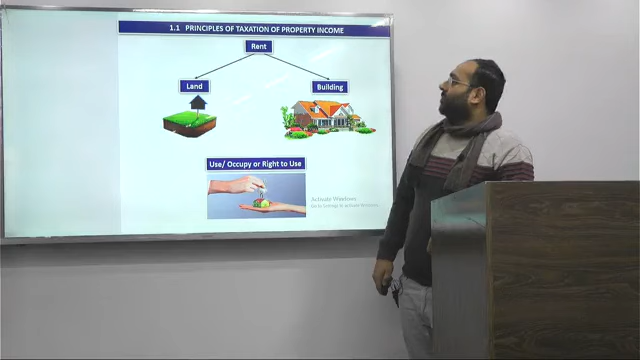 1.1 PRINCIPLES OF TAXATION OF PROPERTY INCOME
Rent
Land
Building
Use/ Occupy or Right to Use
Activate Windows
Go to Settings to activate Windows.